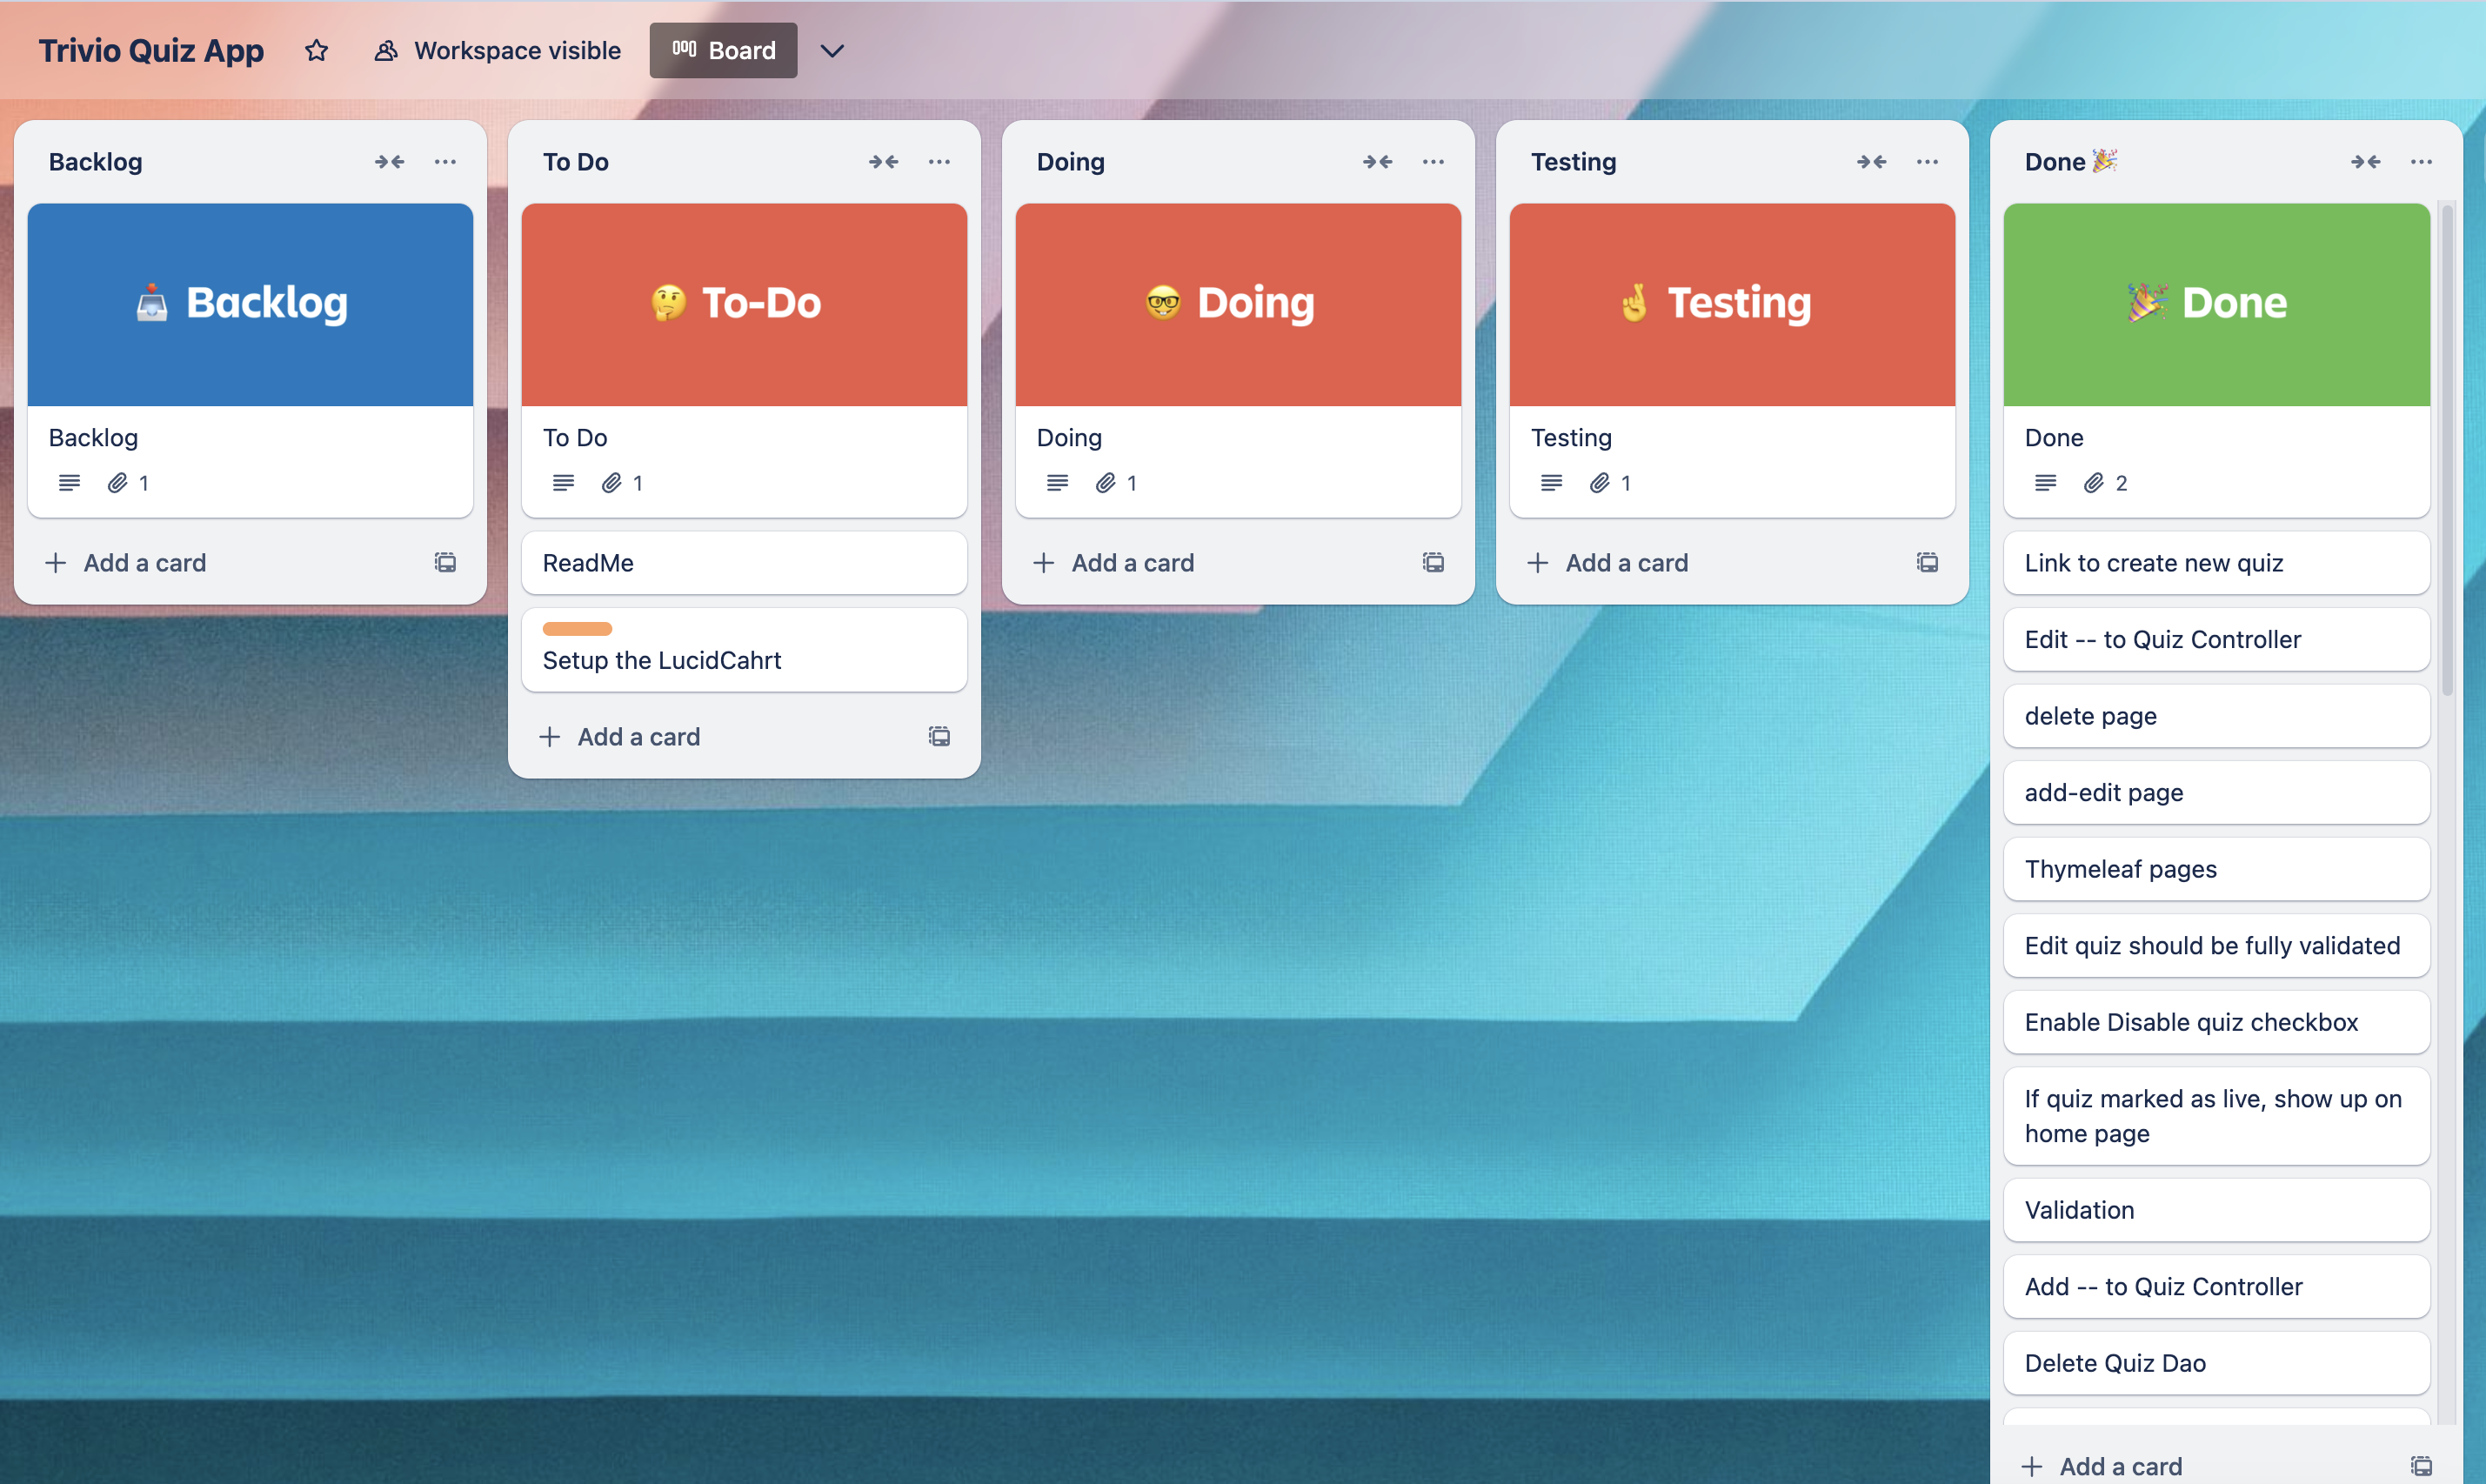 Trivio Quiz App Workspace visible Board
Backlog
Backlog
Backlog
1
Add a card
To Do
To-Do
To Do
1
ReadMe
Setup the LucidCahrt
Add a card
Doing
Doing
Doing
1
Add a card
Testing
Testing
Testing
1
Add a card
Done
Done
Done
2
Link to create new quiz
Edit -- to Quiz Controller
delete page
add-edit page
Thymeleaf pages
Edit quiz should be fully validated
Enable Disable quiz checkbox
If quiz marked as live, show up on
home page
Validation
Add -- to Quiz Controller
Delete Quiz Dao
Add a card